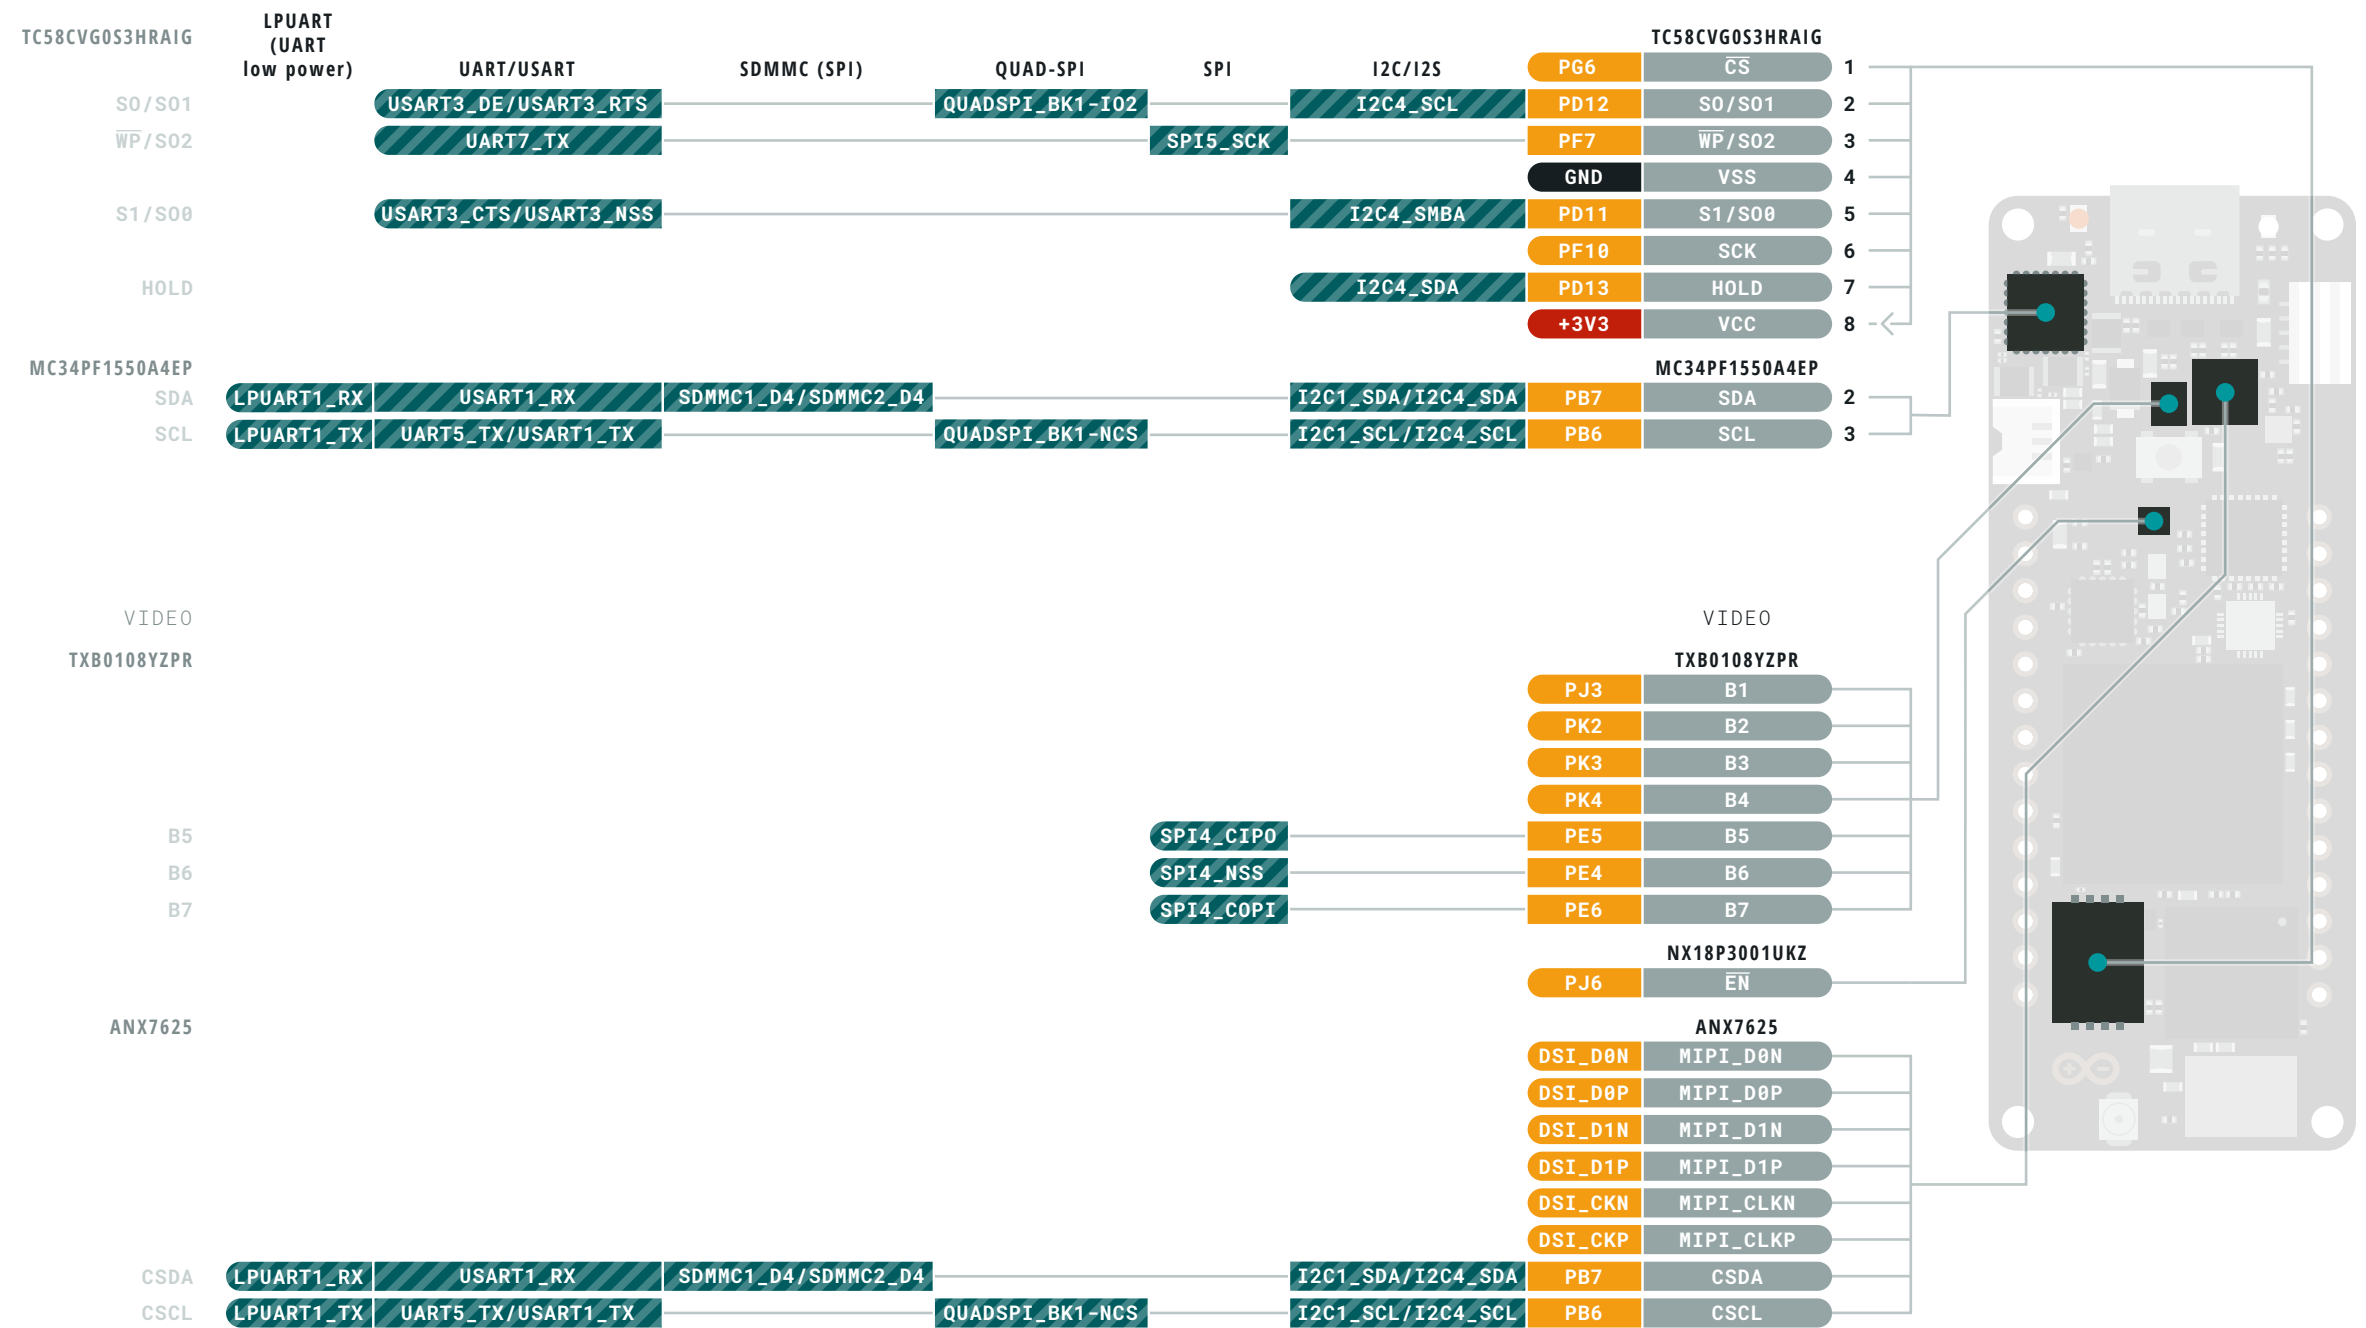 TC58CVG0S3HRAIG
LPUART
(UART
low power)
UART/USART
SDMMC (SPI)
QUAD-SPI
SPI
I2C/I2S
TC58CVG0S3HRAIG
PG6 CS 1
SO/SO1 USART3_DE/USART3_RTS QUADSPI_BK1-IO2 I2C4_SCL PD12 SO/SO1 2
WP/SO2 UART7_TX SPI5_SCK PF7 WP/SO2 3
GND VSS 4
S1/SO0 USART3_CTS/USART3_NSS I2C4_SMBA PD11 S1/SO0 5
PF10 SCK 6
HOLD I2C4_SDA PD13 HOLD 7
+3V3 VCC 8
MC34PF1550A4EP MC34PF1550A4EP
SDA LPUART1_RX USART1_RX SDMMC1_D4/SDMMC2_D4 I2C1_SDA/I2C4_SDA PB7 SDA 2
SCL LPUART1_TX UART5_TX/USART1_TX QUADSPI_BK1-NCS I2C1_SCL/I2C4_SCL PB6 SCL 3
VIDEO VIDEO
TXB0108YZPR TXB0108YZPR
PJ3 B1
PK2 B2
PK3 B3
PK4 B4
B5 SPI4_CIPO PE5 B5
B6 SPI4_NSS PE4 B6
B7 SPI4_COPI PE6 B7
NX18P3001UKZ
PJ6 EN
ANX7625 ANX7625
DSI_D0N MIPI_D0N
DSI_D0P MIPI_D0P
DSI_D1N MIPI_D1N
DSI_D1P MIPI_D1P
DSI_CKN MIPI_CLKN
DSI_CKP MIPI_CLKP
CSDA LPUART1_RX USART1_RX SDMMC1_D4/SDMMC2_D4 I2C1_SDA/I2C4_SDA PB7 CSDA
CSCL LPUART1_TX UART5_TX/USART1_TX QUADSPI_BK1-NCS I2C1_SCL/I2C4_SCL PB6 CSCL